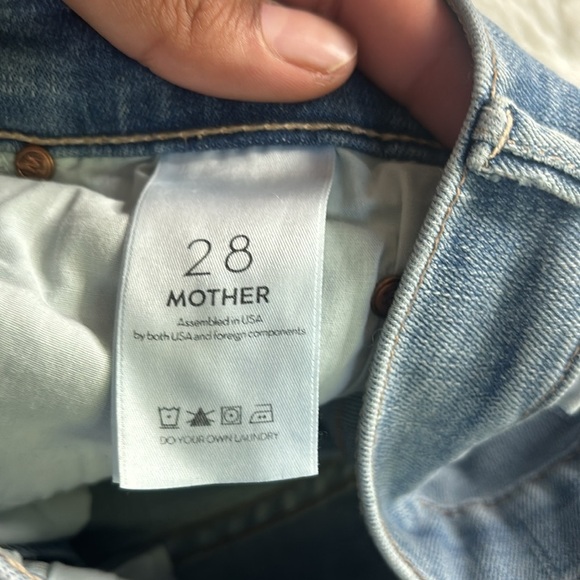 28
MOTHER
Assembled in USA
by both USA and foreign components
DO YOUR OWN LAUNDRY